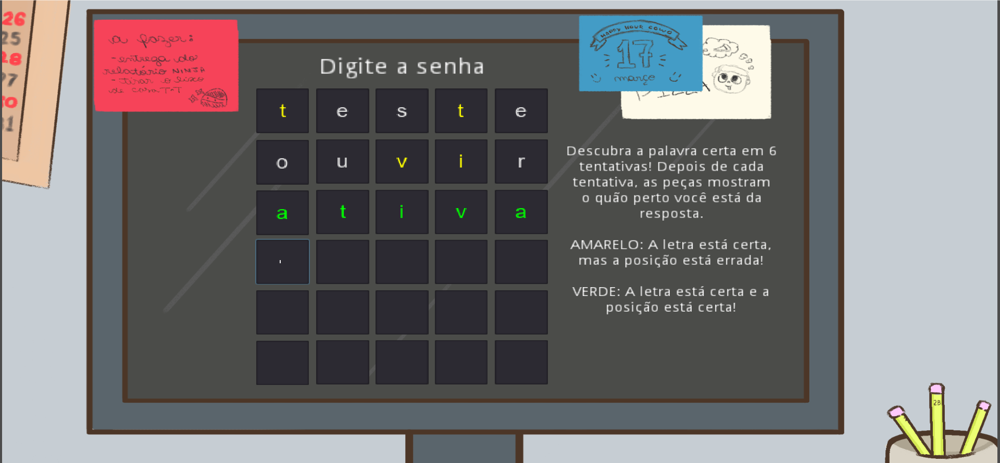 26
25
28
27
30
31
a fazer:
-entrega do
relatório NINJA
-tirar o lixo
de casa T-T
HAPPY HOUR COWO
17
março
PIZZA
Digite a senha
t e s t e
o u v i r
a t i v a
Descubra a palavra certa em 6
tentativas! Depois de cada
tentativa, as peças mostram
o quão perto você está da
resposta.
AMARELO: A letra está certa,
mas a posição está errada!
VERDE: A letra está certa e a
posição está certa!
2B